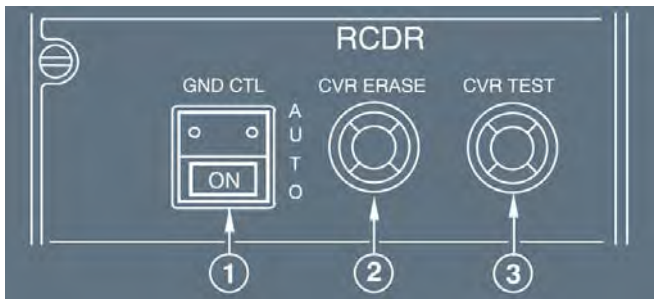 RCDR
GND CTL CVR ERASE CVR TEST
AUTO
ON
1 2 3